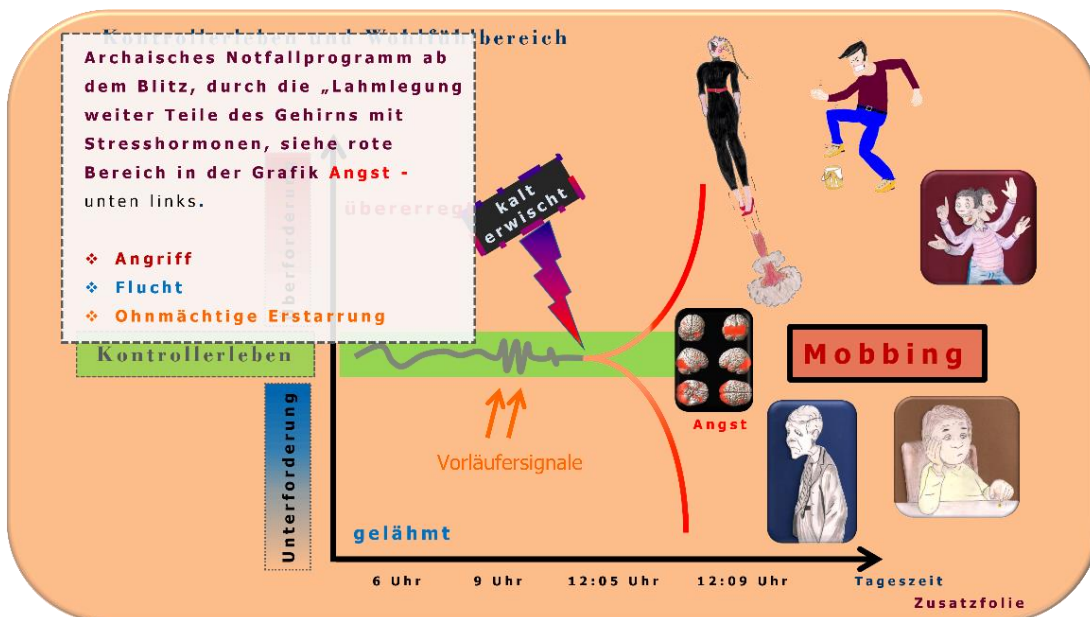 Kontrollerleben und Wohlfühlbereich
Archaisches Notfallprogramm ab
dem Blitz, durch die „Lahmlegung
weiter Teile des Gehirns mit
Stresshormonen, siehe rote
Bereich in der Grafik Angst -
unten links.
Angriff
Flucht
Ohnmächtige Erstarrung
übererreg
Überforderung
kalt
erwischt
Kontrollerleben
Mobbing
Angst
Unterforderung
Vorläufersignale
gelähmt
6 Uhr 9 Uhr 12:05 Uhr 12:09 Uhr Tageszeit
Zusatzfolie